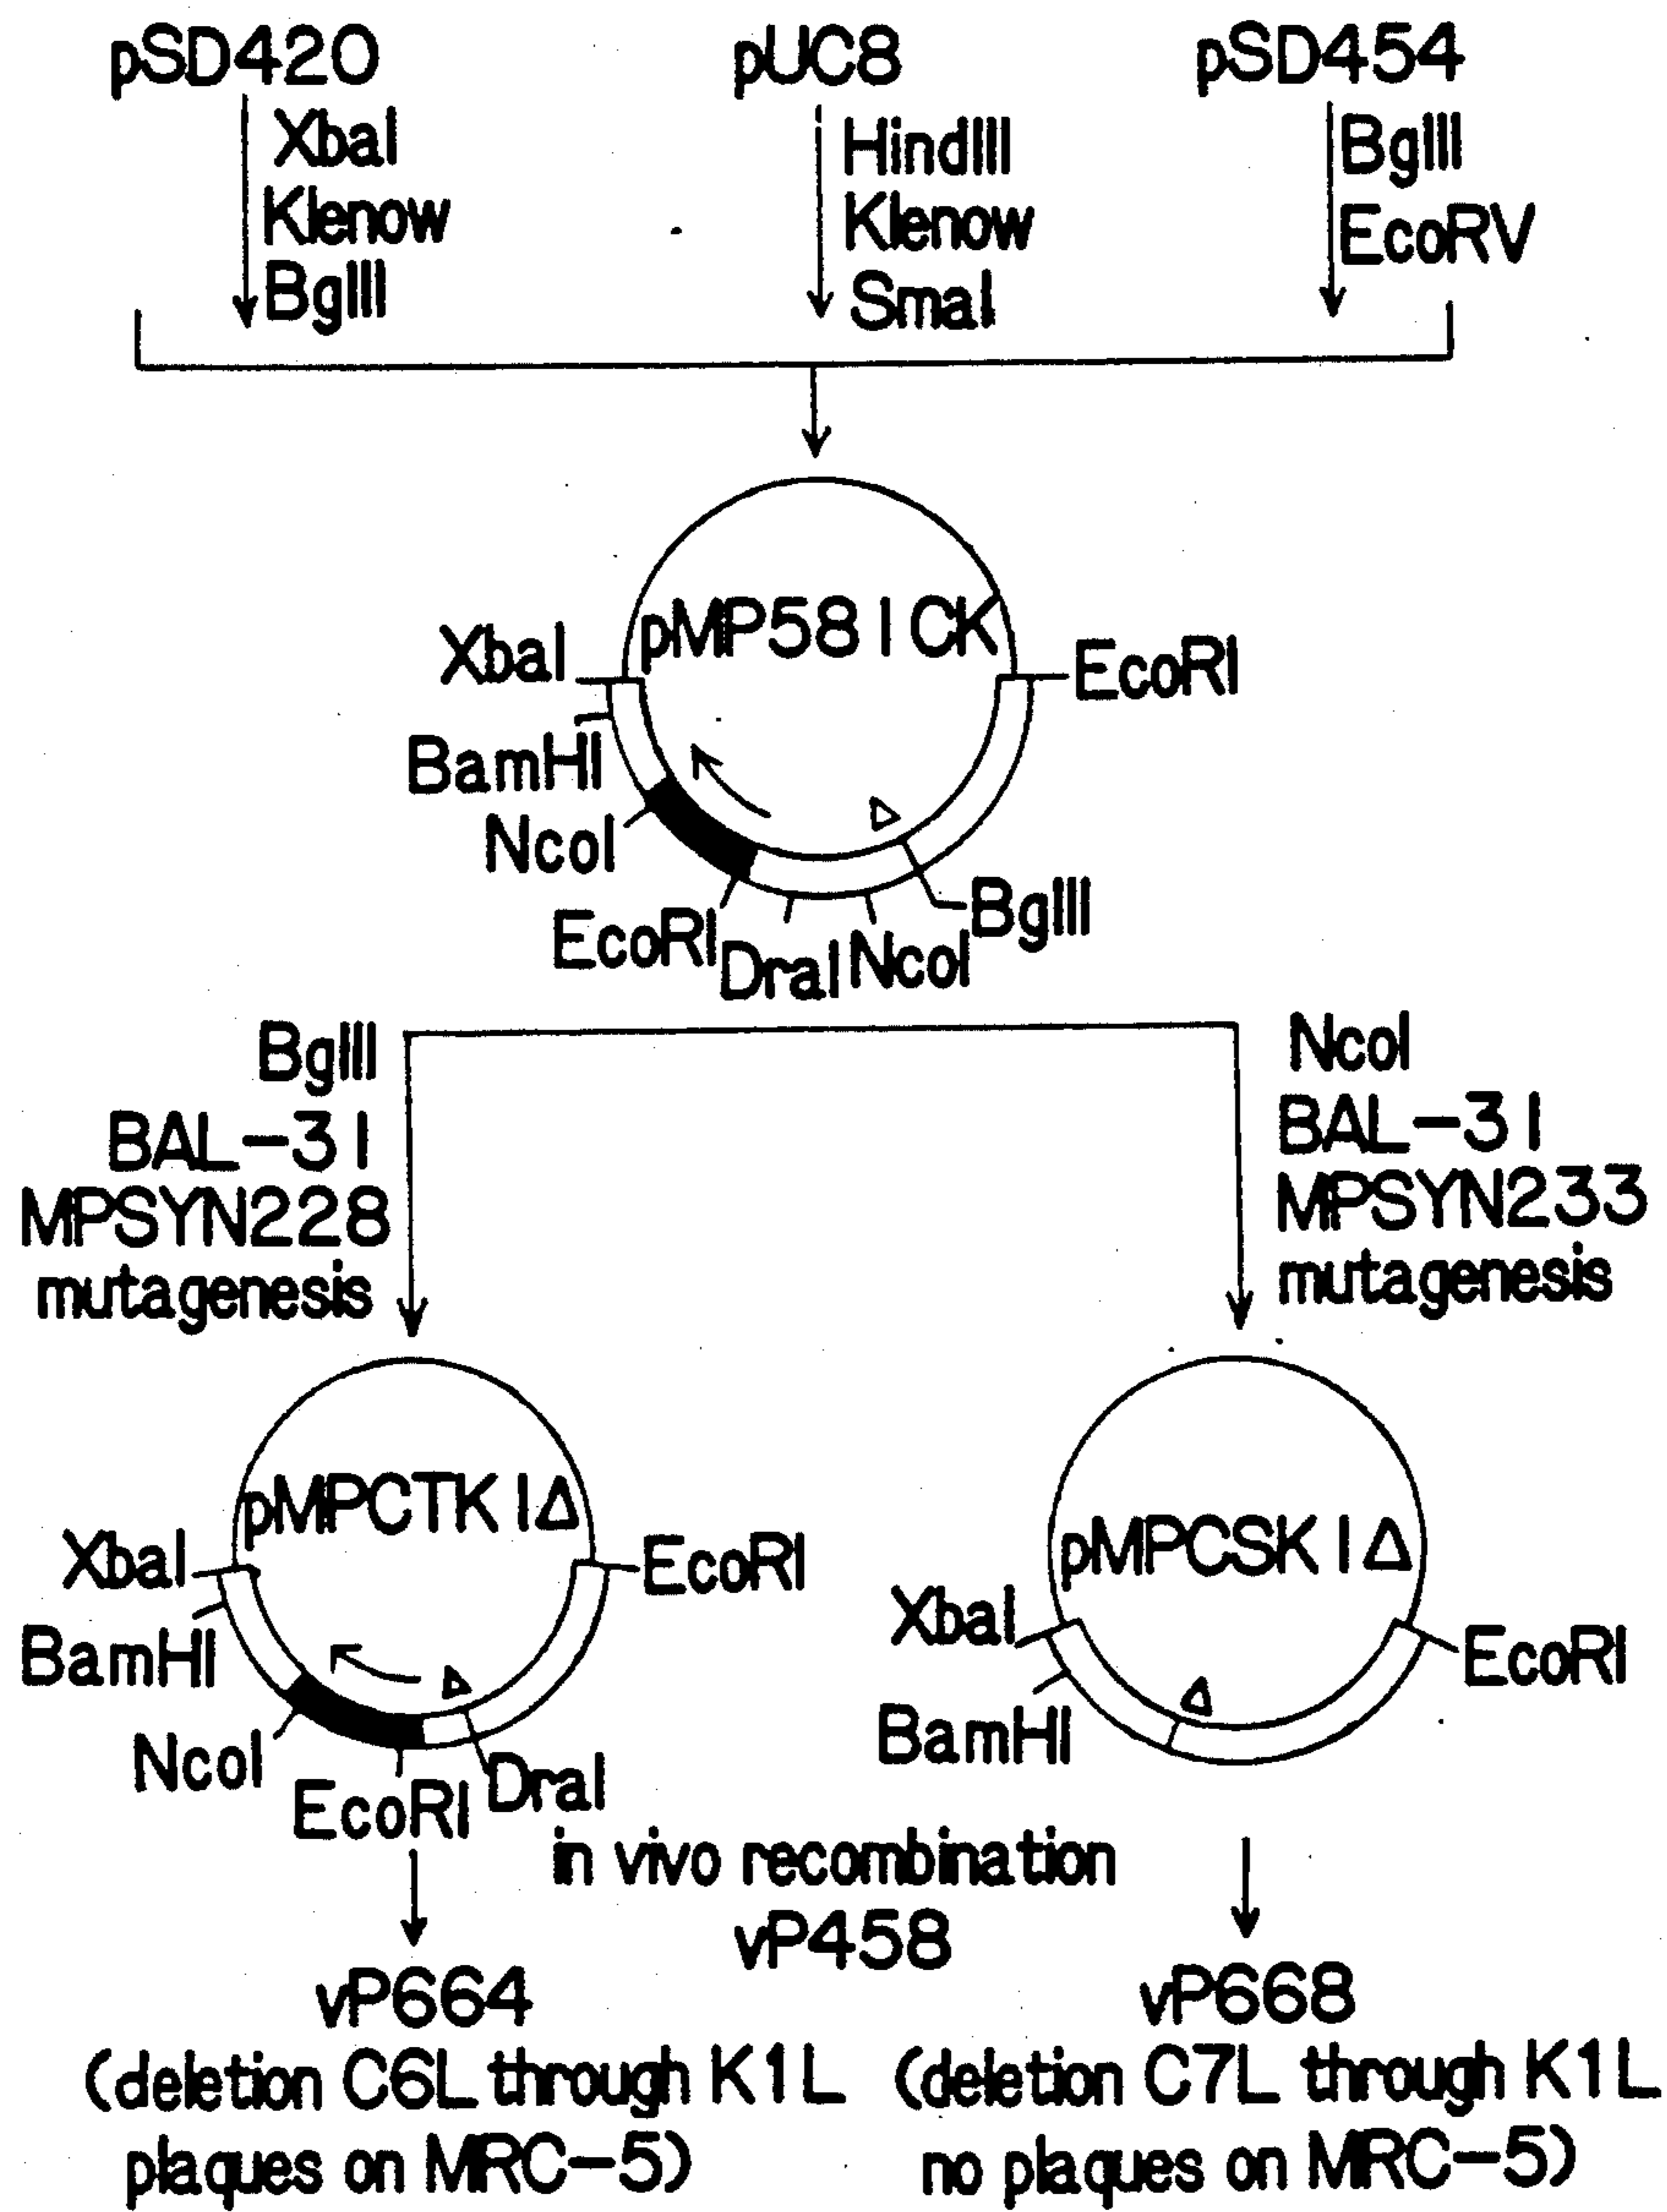 pSD420
XbaI
Klenow
BglII
pUC8
HindIII
Klenow
SmaI
pSD454
BglII
EcoRV
pMP581CK
XbaI
EcoRI
BamHI
NcoI
EcoRI
DraI
NcoI
BglII
BglII
BAL-31
MPSYN228
mutagenesis
NcoI
BAL-31
MPSYN233
mutagenesis
pMPCTK1Δ
XbaI
EcoRI
BamHI
NcoI
EcoRI
DraI
pMPCSK1Δ
XbaI
EcoRI
BamHI
in vivo recombination
vP458
vP664
(deletion C6L through K1L
plaques on MRC-5)
vP668
(deletion C7L through K1L
no plaques on MRC-5)